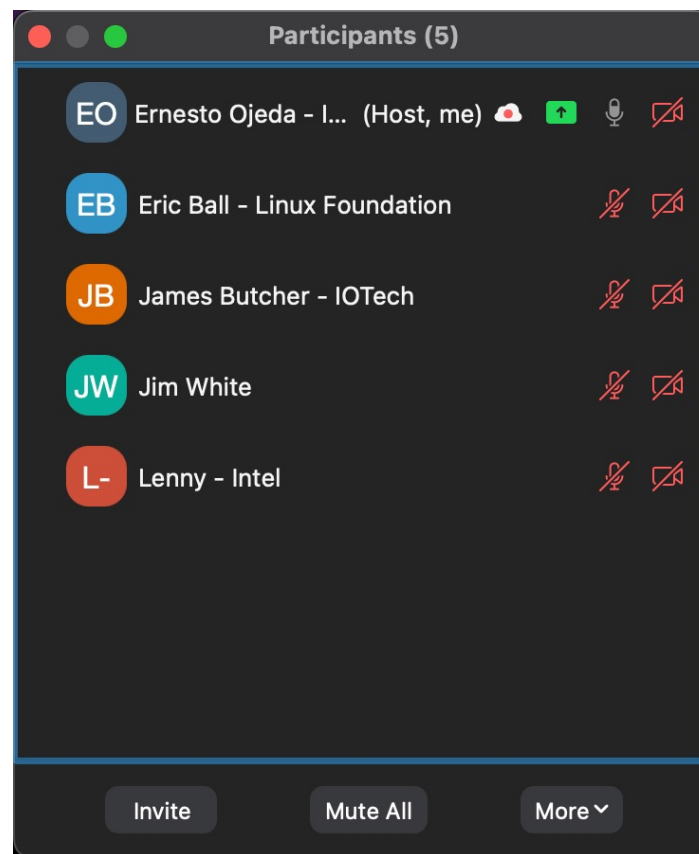 Participants (5)
EO Ernesto Ojeda - I... (Host, me)
EB Eric Ball - Linux Foundation
JB James Butcher - IOTech
JW Jim White
L- Lenny - Intel
Invite Mute All More